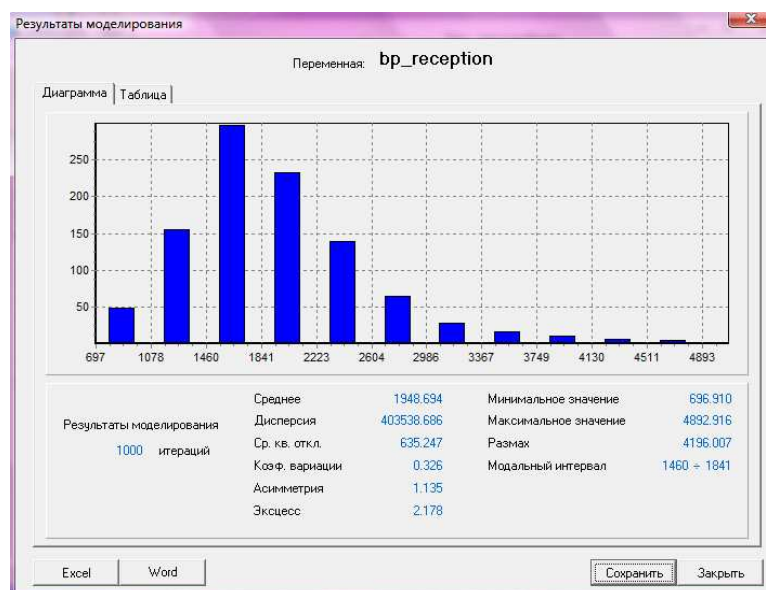 Результаты моделирования
Переменная: bp_reception
Диаграмма Таблица
250
200
150
100
50
697 1078 1460 1841 2223 2604 2986 3367 3749 4130 4511 4893
Результаты моделирования
1000 итераций
Среднее 1948.694
Дисперсия 403538.686
Ср. кв. откл. 635.247
Коэф. вариации 0.326
Асимметрия 1.135
Эксцесс 2.178
Минимальное значение 696.910
Максимальное значение 4892.916
Размах 4196.007
Модальный интервал 1460 ÷ 1841
Excel Word Сохранить Закрыть